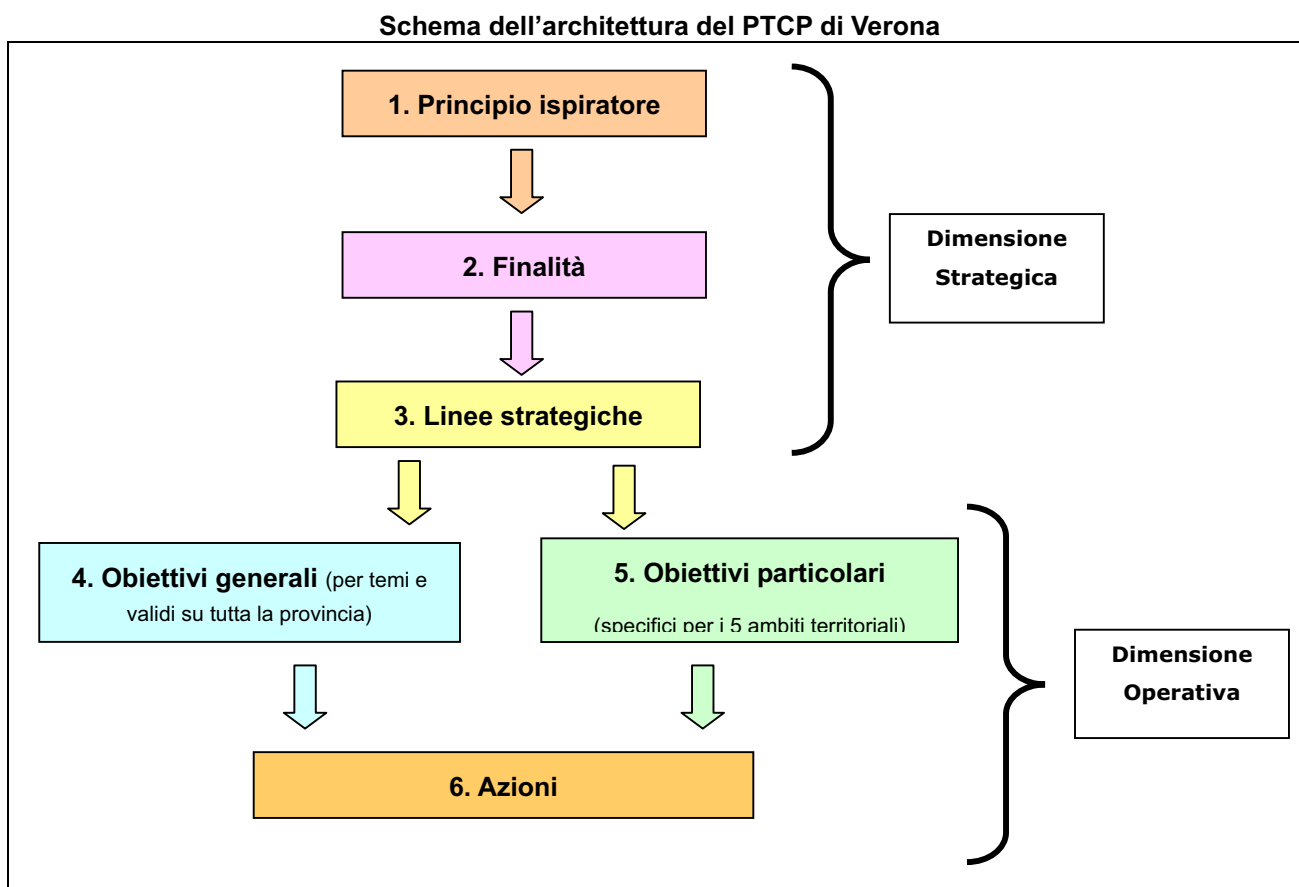 Schema dell'architettura del PTCP di Verona
1. Principio ispiratore
2. Finalità
Dimensione
Strategica
3. Linee strategiche
4. Obiettivi generali (per temi e
validi su tutta la provincia)
5. Obiettivi particolari
(specifici per i 5 ambiti territoriali)
Dimensione
Operativa
6. Azioni